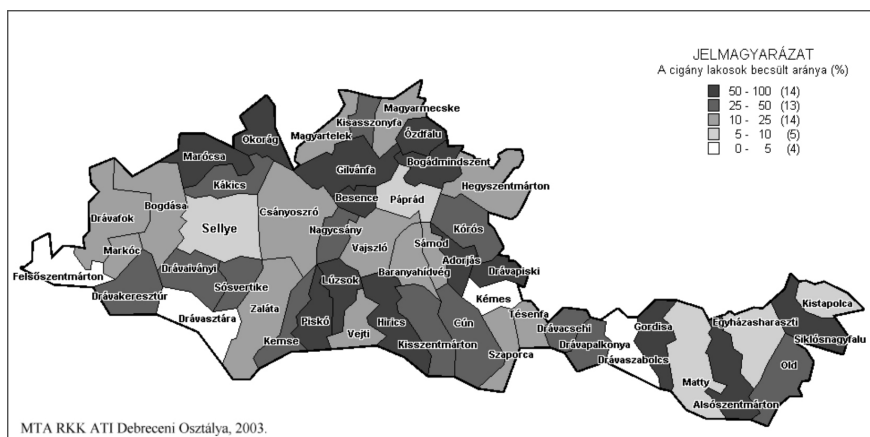 JELMAGYARÁZAT
A cigány lakosok becsült aránya (%)
50 - 100 (14)
25 - 50 (13)
10 - 25 (14)
5 - 10 (5)
0 - 5 (4)
Magyarmecske
Kisasszonyfa
Magyartelek
Ózdfalu
Okorág
Marócsa
Gilvánfa
Bogádmindszent
Kákics
Hegyszentmárton
Besence
Páprád
Bogdása
Csányoszró
Drávafok
Sellye
Nagycsány
Kórós
Vajszló
Sámod
Markóc
Adorjás
Drávaiványi
Baranyahídvég
Drávapiski
Felsőszentmárton
Sósvertike
Lúzsok
Drávakeresztúr
Kémes
Kistapolca
Zaláta
Drávasztára
Piskó
Hirics
Cún
Tésenfa
Gordisa
Egyházasharaszti
Vejti
Drávacsehi
Kemse
Kisszentmárton
Drávapalkonya
Siklósnagyfalu
Szaporca
Drávaszabolcs
Old
Matty
Alsószentmárton
MTA RKK ATI Debreceni Osztálya, 2003.